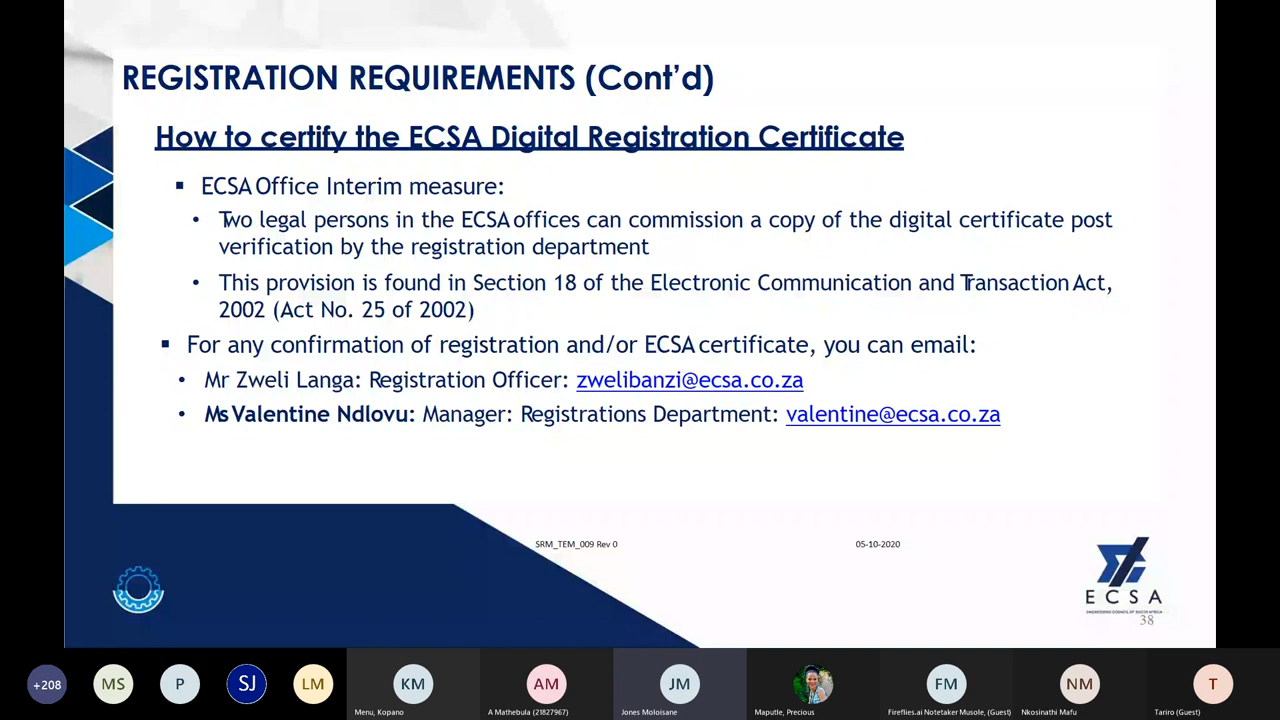 REGISTRATION REQUIREMENTS (Cont'd)
How to certify the ECSA Digital Registration Certificate
▪ ECSA Office Interim measure:
• Two legal persons in the ECSA offices can commission a copy of the digital certificate post
verification by the registration department
• This provision is found in Section 18 of the Electronic Communication and Transaction Act,
2002 (Act No. 25 of 2002)
▪ For any confirmation of registration and/or ECSA certificate, you can email:
• Mr Zweli Langa: Registration Officer: zwelibanzi@ecsa.co.za
• Ms Valentine Ndlovu: Manager: Registrations Department: valentine@ecsa.co.za
SRM_TEM_009 Rev 0
05-10-2020
ECSA
ENGINEERING COUNCIL OF SOUTH AFRICA
38
+208 MS P SJ LM KM AM JM FM NM T
Menu, Kopano
A Mathebula (21827967)
Jones Moloisane
Maputle, Precious
Fireflies.ai Notetaker Musole, (Guest)
Nkosinathi Mafu
Tariro (Guest)